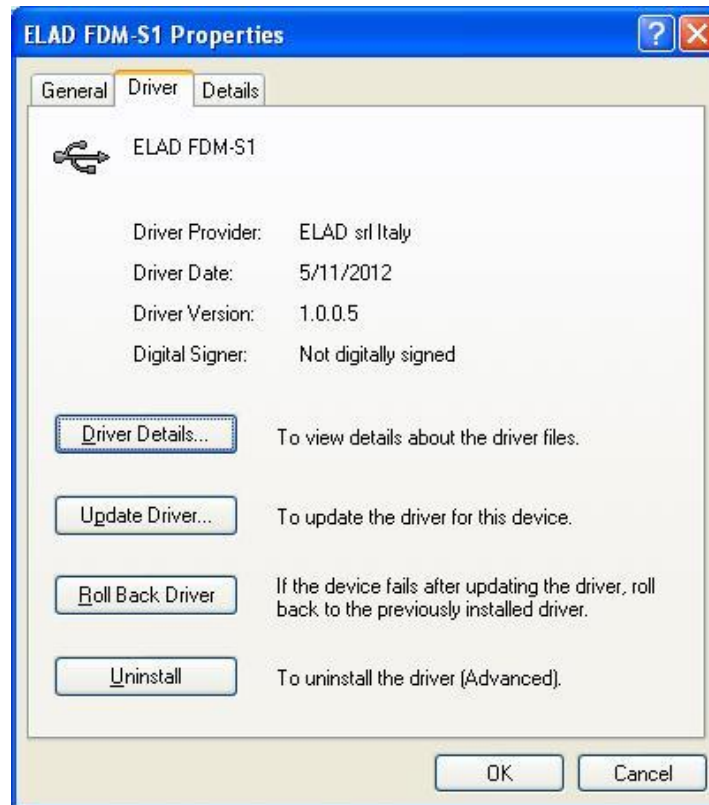 ELAD FDM-S1 Properties
General Driver Details
ELAD FDM-S1
Driver Provider: ELAD srl Italy
Driver Date: 5/11/2012
Driver Version: 1.0.0.5
Digital Signer: Not digitally signed
Driver Details... To view details about the driver files.
Update Driver... To update the driver for this device.
Roll Back Driver If the device fails after updating the driver, roll
back to the previously installed driver.
Uninstall To uninstall the driver (Advanced).
OK Cancel